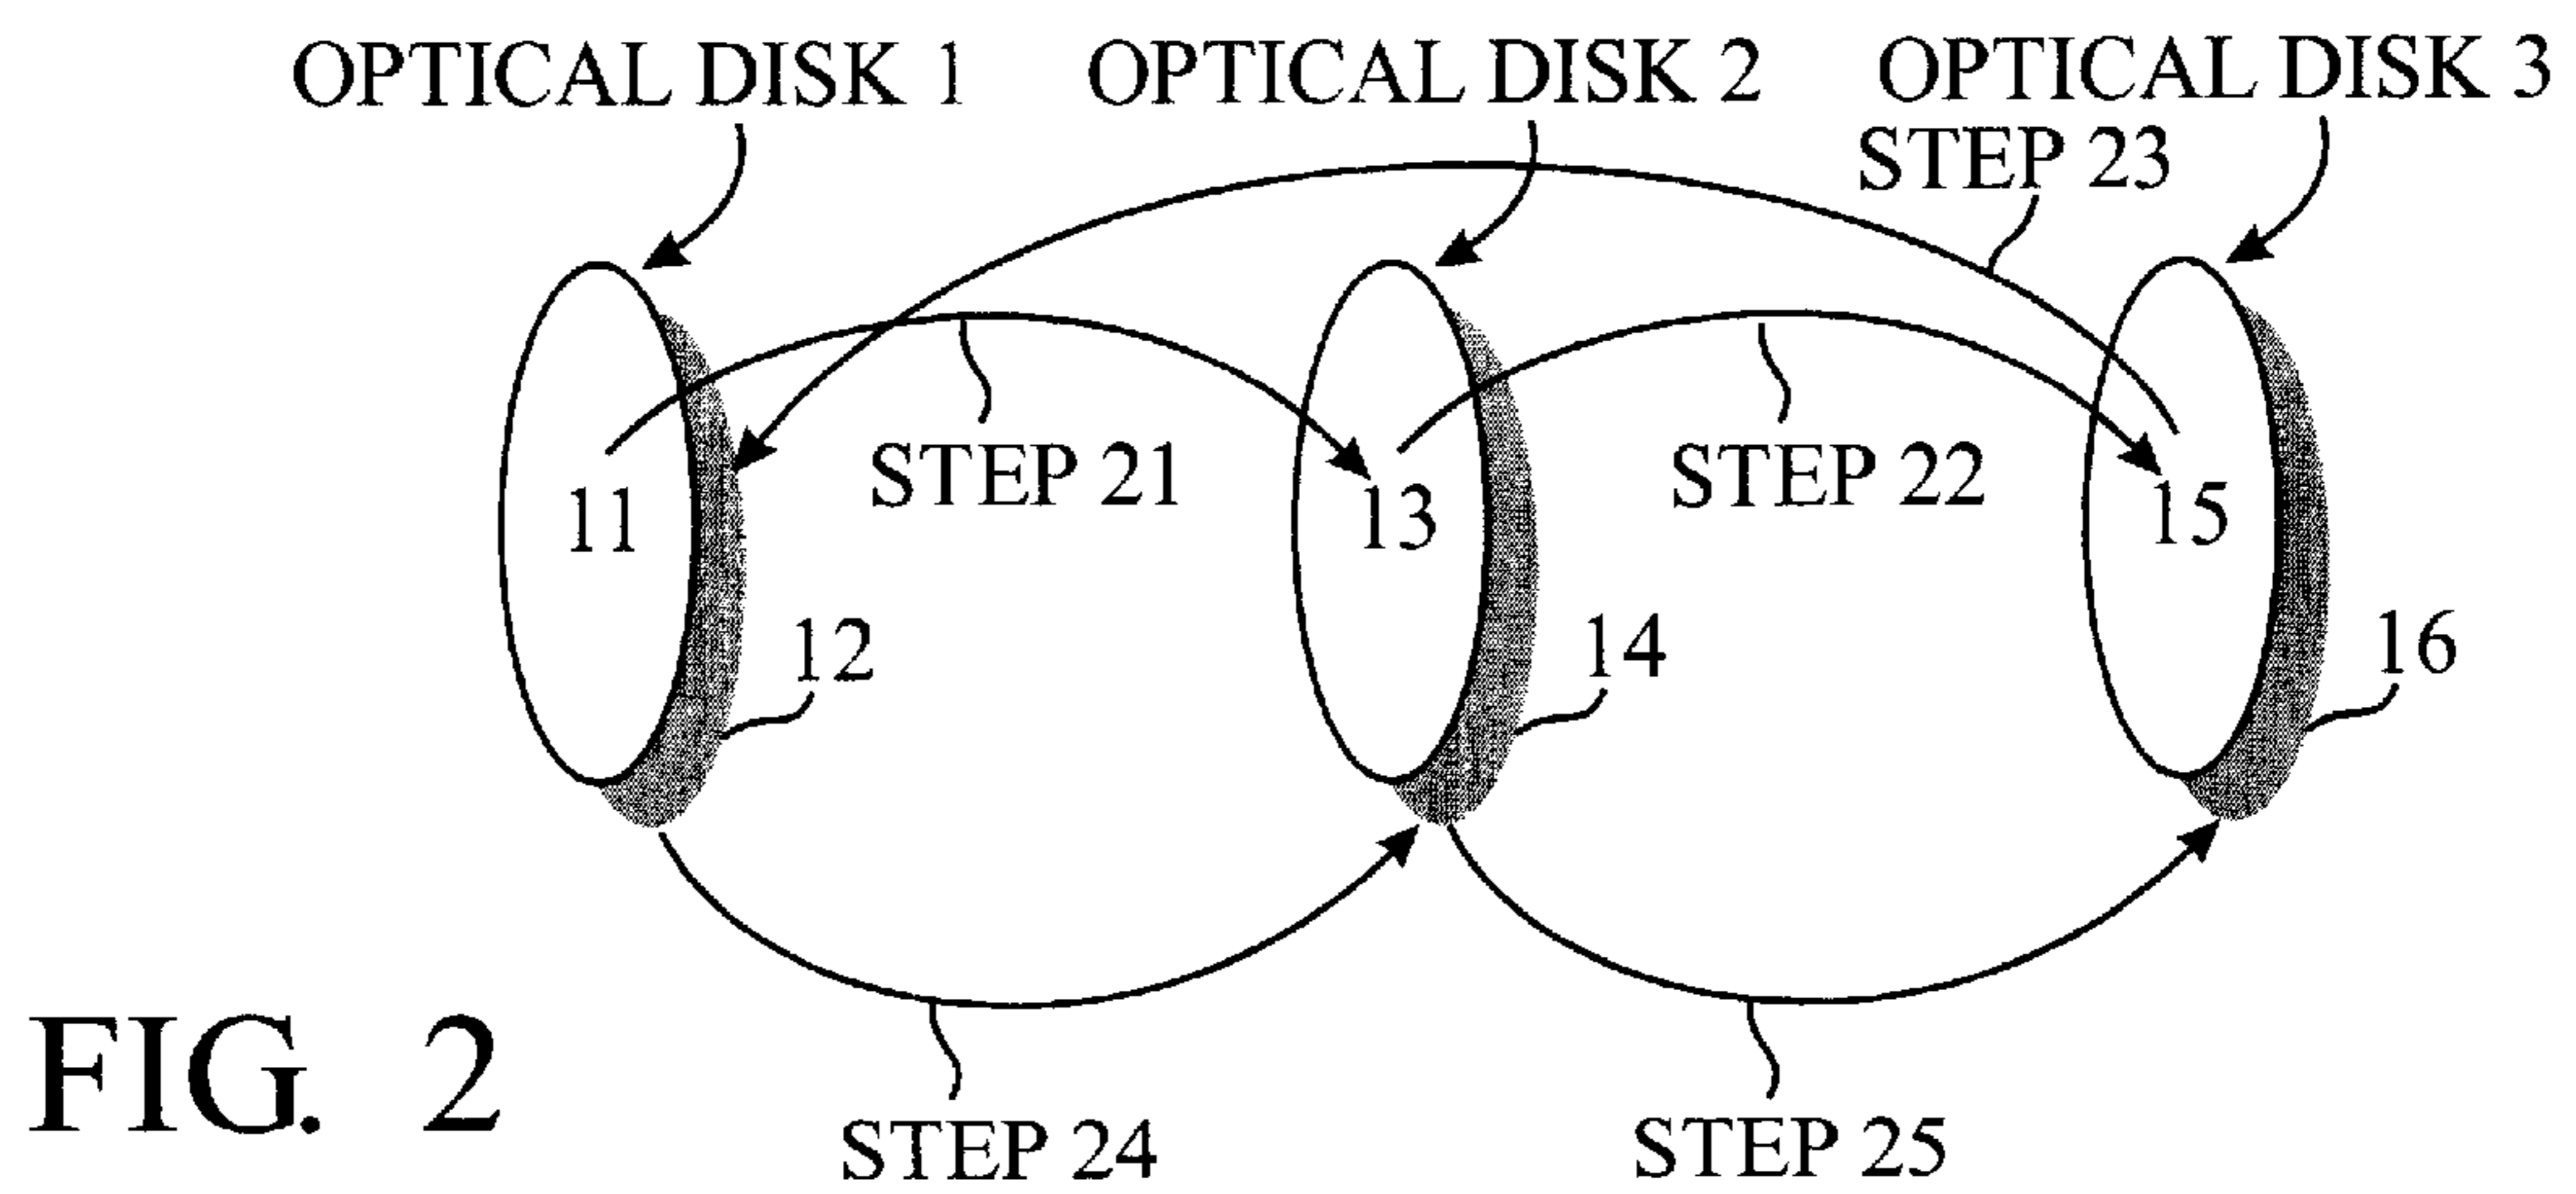 OPTICAL DISK 1 OPTICAL DISK 2 OPTICAL DISK 3
STEP 23
STEP 21 STEP 22
11 13 15
12 14 16
FIG. 2
STEP 24 STEP 25